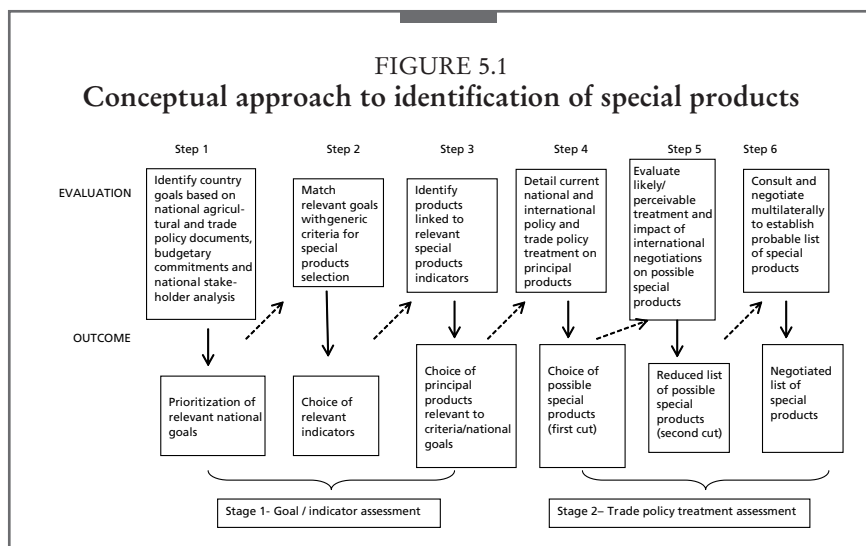 FIGURE 5.1
Conceptual approach to identification of special products
Step 1
Step 2
Step 3
Step 4
Step 5
Step 6
EVALUATION
Identify country
goals based on
national agricul-
tural and trade
policy documents,
budgetary
commitments and
national stake-
holder analysis
Match
relevant goals
withgeneric
criteria for
special
products
selection
Identify
products
linked to
relevant
special
products
indicators
Detail current
national and
international
policy and
trade policy
treatment on
principal
products
Evaluate
likely/
perceivable
treatment and
impact of
international
negotiations
on possible
special
products
Consult and
negotiate
multilaterally
to establish
probable list
of special
products
OUTCOME
Prioritization of
relevant national
goals
Choice of
relevant
indicators
Choice of
principal
products
relevant to
criteria/national
goals
Choice of
possible
special
products
(first cut)
Reduced list
of possible
special
products
(second cut)
Negotiated
list of
special
products
Stage 1- Goal / indicator assessment
Stage 2– Trade policy treatment assessment